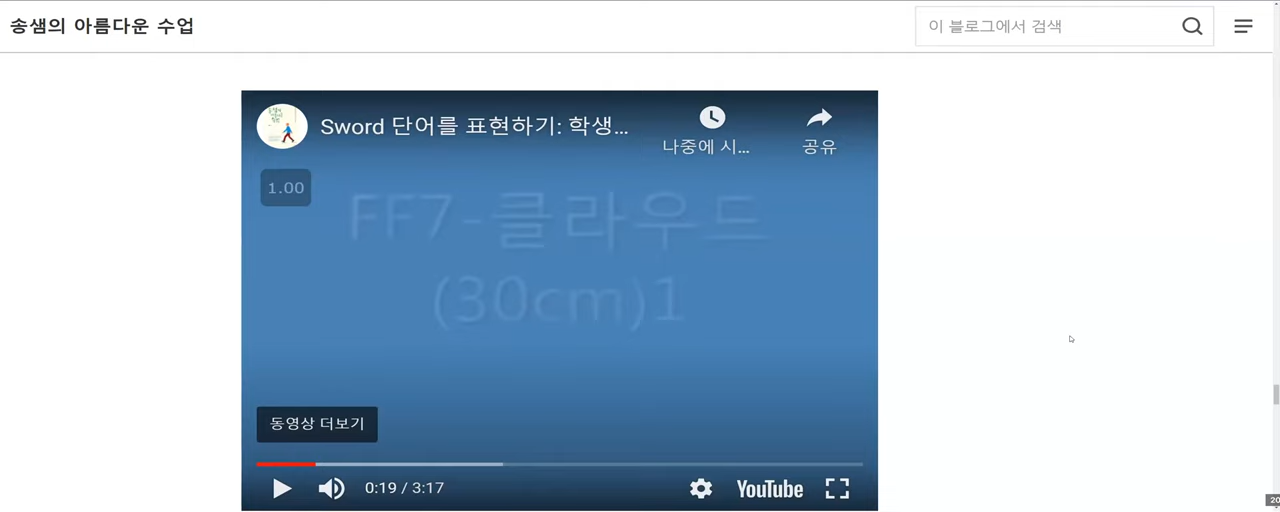 송샘의 아름다운 수업
이 블로그에서 검색
Sword 단어를 표현하기: 학생...
나중에 시...
공유
1.00
FF7-클라우드
(30cm)1
동영상 더보기
0:19 / 3:17
YouTube
20